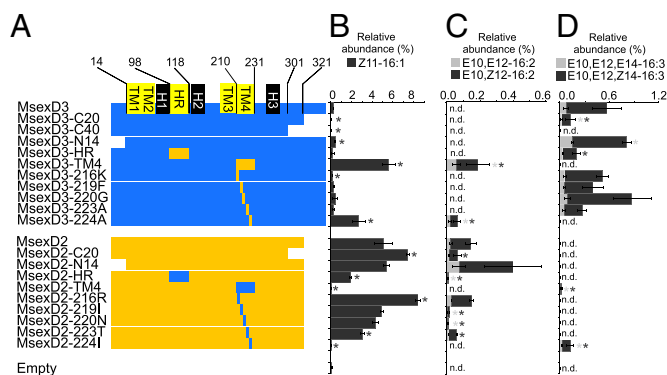 A
B
C
D
Relative abundance (%)
Z11-16:1
Relative abundance (%)
E10,E12-16:2
E10,Z12-16:2
Relative abundance (%)
E10,E12,E14-16:3
E10,E12,Z14-16:3
14 98 118 210 231 301 321
TM1 TM2 H1 HR H2 TM3 TM4 H3
0 2 4 6 8
0.0 0.2 0.4 0.6
0.0 0.5 1.0
MsexD3 n.d.
MsexD3-C20 * n.d. **
MsexD3-C40 * n.d. n.d.
MsexD3-N14 * n.d. *
MsexD3-HR n.d. *
MsexD3-TM4 * ** n.d.
MsexD3-216K * n.d.
MsexD3-219F n.d.
MsexD3-220G n.d.
MsexD3-223A n.d.
MsexD3-224A * ** n.d.
MsexD2 n.d.
MsexD2-C20 * * n.d.
MsexD2-N14 n.d.
MsexD2-HR * ** n.d.
MsexD2-TM4 * n.d. **
MsexD2-216R * n.d.
MsexD2-219I ** n.d.
MsexD2-220N ** n.d.
MsexD2-223T * * n.d.
MsexD2-224I * n.d. **
Empty n.d. n.d.